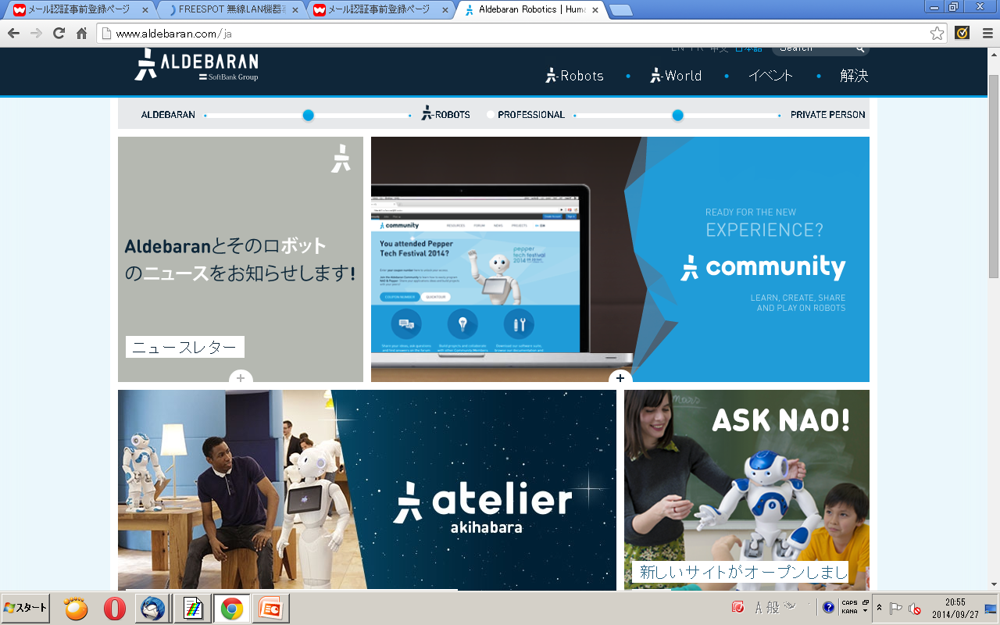 メール認証事前登録ページ
FREESPOT 無線LAN機器
メール認証事前登録ページ
Aldebaran Robotics | Huma
www.aldebaran.com/ja
EN FR 中文 日本語
Search
ALDEBARAN
SoftBank Group
-Robots
-World
イベント
解決
ALDEBARAN
-ROBOTS
PROFESSIONAL
PRIVATE PERSON
Aldebaranとそのロボット
のニュースをお知らせします!
ニュースレター
community
RESOURCES FORUM NEWS PROJECTS
You attended Pepper
Tech Festival 2014?
pepper
tech festival
2014
COUPON NUMBER
QUICK TOUR
READY FOR THE NEW
EXPERIENCE?
community
LEARN, CREATE, SHARE
AND PLAY ON ROBOTS
atelier
akihabara
ASK NAO!
新しいサイトがオープンしまし
スタート
A 般
CAPS
KANA
20:55
2014/09/27